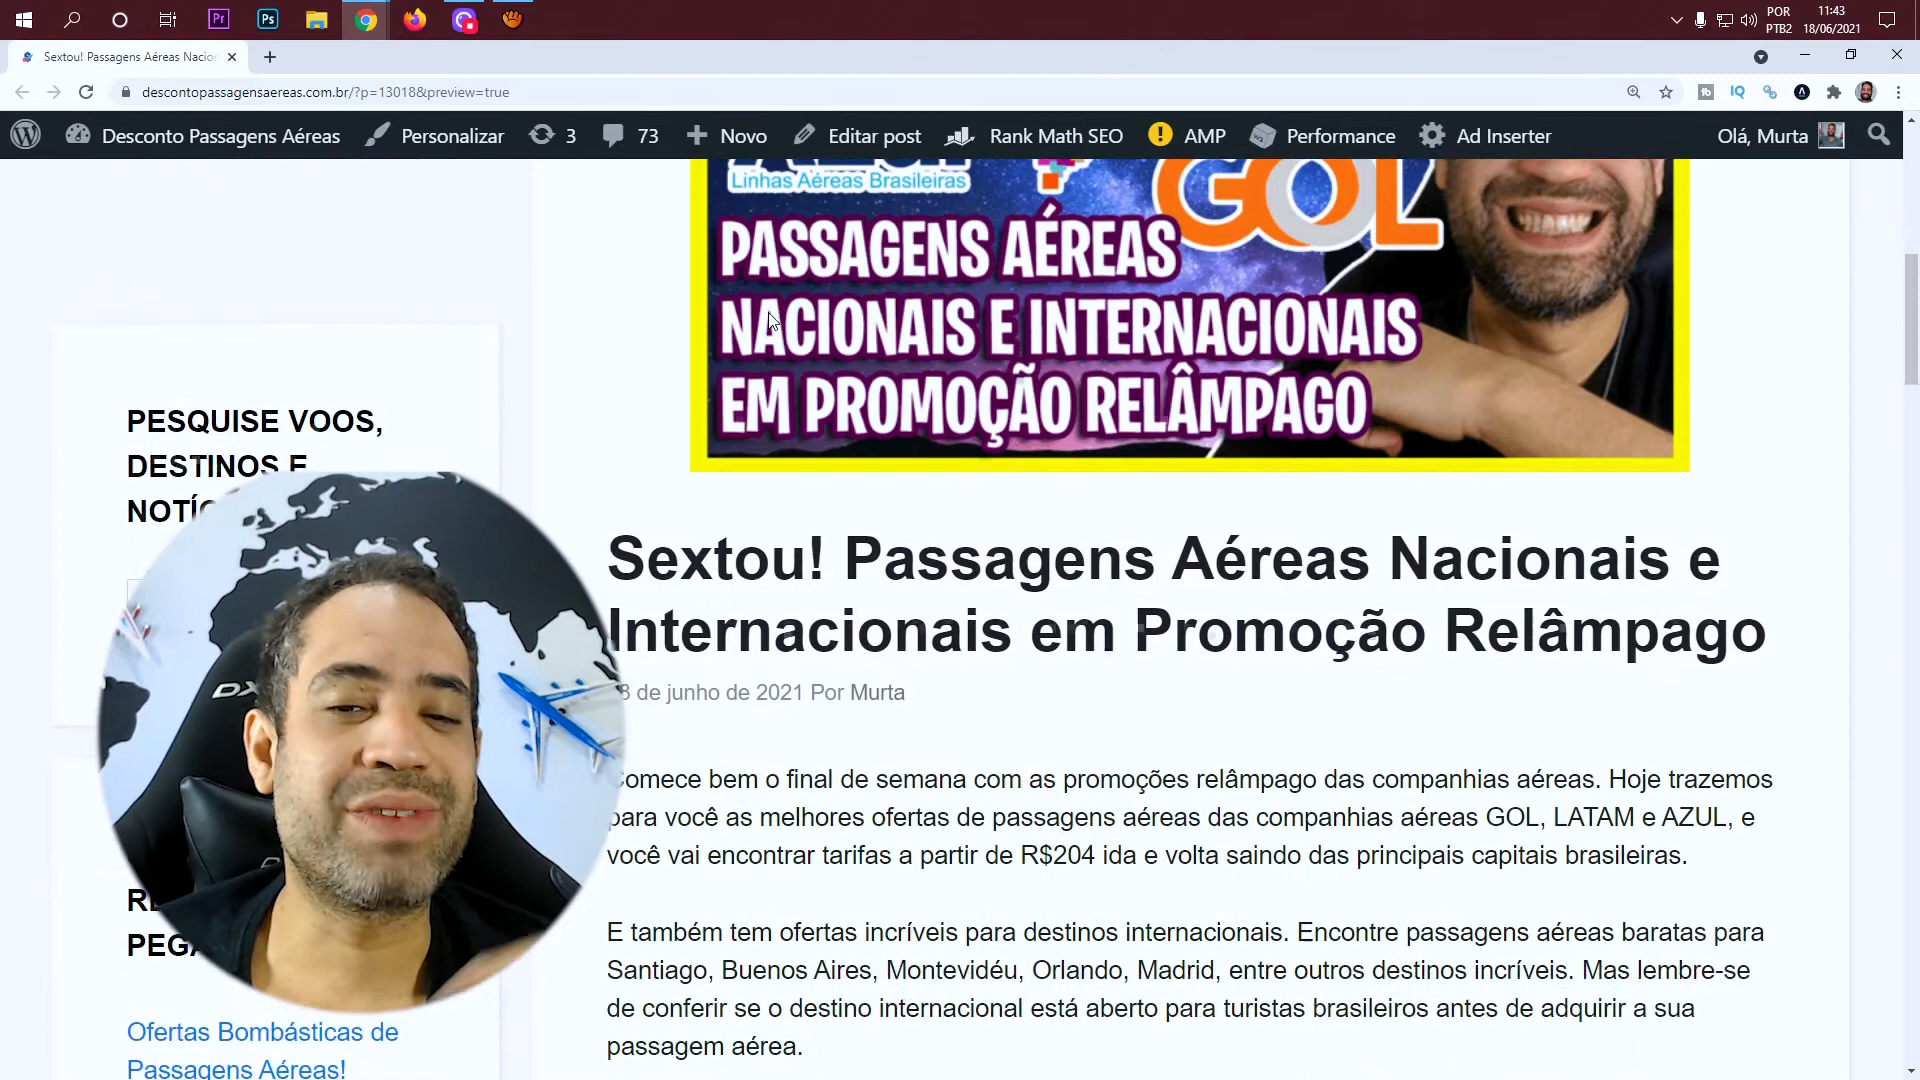 POR
PTB2
11:43
18/06/2021
Pr
Ps
Sextou! Passagens Aéreas Nacion
descontopassagensaereas.com.br/?p=13018&preview=true
IQ
Desconto Passagens Aéreas
Personalizar
3
73
Novo
Editar post
Rank Math SEO
AMP
Performance
Ad Inserter
Olá, Murta
Linhas Aéreas Brasileiras
GOL
PASSAGENS AÉREAS
NACIONAIS E INTERNACIONAIS
EM PROMOÇÃO RELÂMPAGO
PESQUISE VOOS,
DESTINOS E
Sextou! Passagens Aéreas Nacionais e
Internacionais em Promoção Relâmpago
8 de junho de 2021 Por Murta
Comece bem o final de semana com as promoções relâmpago das companhias aéreas. Hoje trazemos
para você as melhores ofertas de passagens aéreas das companhias aéreas GOL, LATAM e AZUL, e
você vai encontrar tarifas a partir de R$204 ida e volta saindo das principais capitais brasileiras.
E também tem ofertas incríveis para destinos internacionais. Encontre passagens aéreas baratas para
Santiago, Buenos Aires, Montevidéu, Orlando, Madrid, entre outros destinos incríveis. Mas lembre-se
de conferir se o destino internacional está aberto para turistas brasileiros antes de adquirir a sua
passagem aérea.
Ofertas Bombásticas de
Passagens Aéreas!